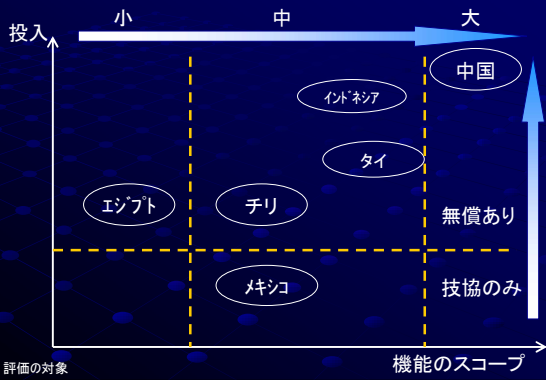 小 中 大
投入
中国
インドネシア
タイ
エジプト
チリ
無償あり
メキシコ
技協のみ
評価の対象
機能のスコープ